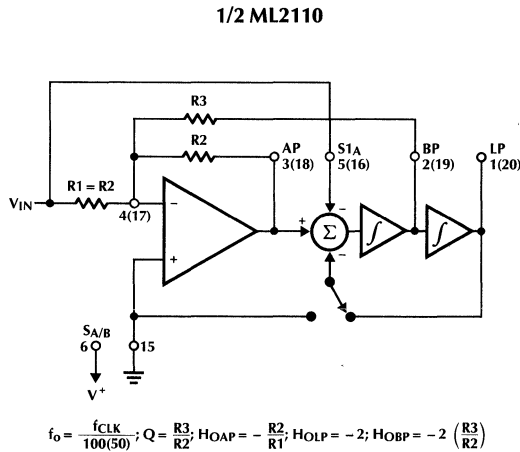 1/2 ML2110
R3
R2
AP
3(18)
S1A
5(16)
BP
2(19)
LP
1(20)
R1 = R2
VIN
4(17)
−
+
+
−
Σ
−
∫
∫
SA/B
6
15
V+
fo = fCLK / 100(50) ; Q = R3/R2 ; HOAP = − R2/R1 ; HOLP = −2; HOBP = −2 (R3/R2)